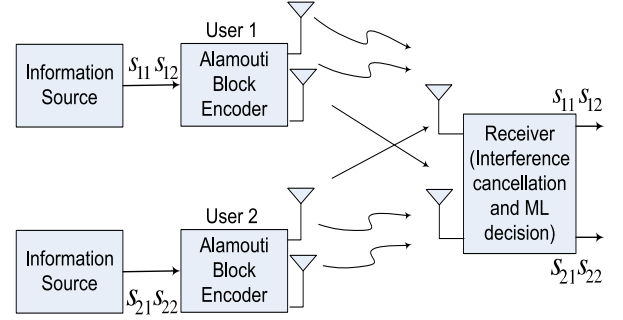 User 1
Information
Source
s11 s12
Alamouti
Block
Encoder
s11 s12
Receiver
(Interference
cancellation
and ML
decision)
s21 s22
User 2
Information
Source
s21 s22
Alamouti
Block
Encoder